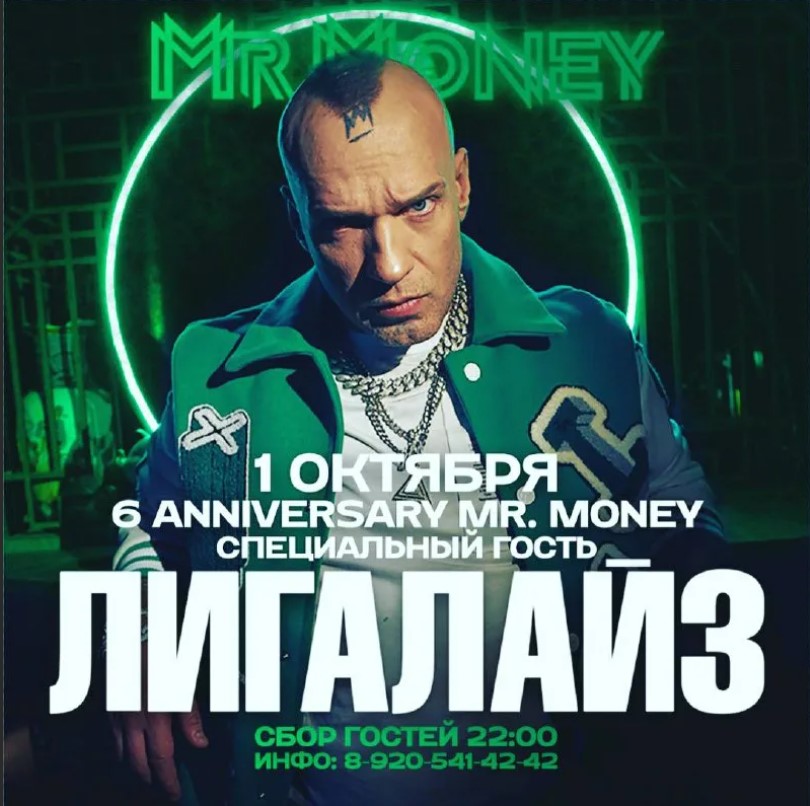 MR MONEY
1 ОКТЯБРЯ
6 ANNIVERSARY MR. MONEY
СПЕЦИАЛЬНЫЙ ГОСТЬ
ЛИГАЛАЙЗ
СБОР ГОСТЕЙ 22:00
ИНФО: 8-920-541-42-42